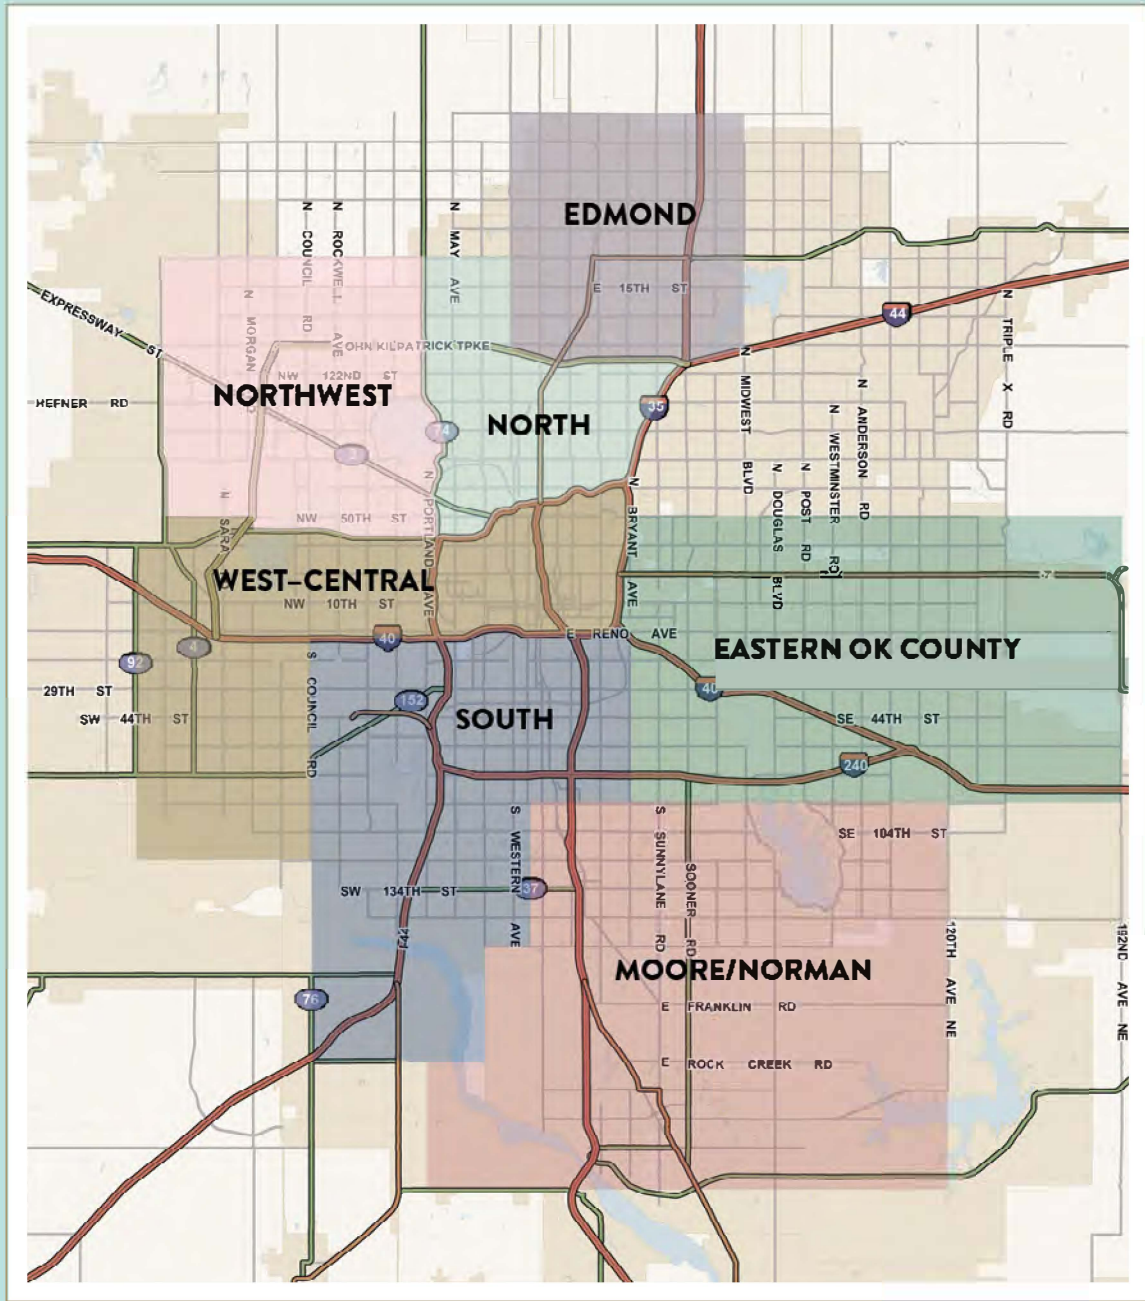 EDMOND
N COUNCIL RD
N ROCKWELL AVE
N MAY AVE
E 15TH ST
EXPRESSWAY ST
N MORGAN
JOHN KILPATRICK TPKE
44
N TRIPLE X RD
NW 122ND ST
NORTHWEST
HEFNER RD
N MIDWEST BLVD
N ANDERSON RD
35
N WESTMINSTER RD
74
NORTH
3
N DOUGLAS BLVD
N POST RD
N SARA
NW 50TH ST
N PORTLAND AVE
N BRYANT AVE
WEST-CENTRAL
62
NW 10TH ST
40
E RENO AVE
4
EASTERN OK COUNTY
92
S COUNCIL RD
29TH ST
152
40
SW 44TH ST
SOUTH
SE 44TH ST
240
S WESTERN AVE
S SUNNYLANE RD
SE 104TH ST
SOONER RD
SW 134TH ST
37
I-44
120TH AVE NE
192ND AVE NE
MOORE/NORMAN
76
E FRANKLIN RD
E ROCK CREEK RD